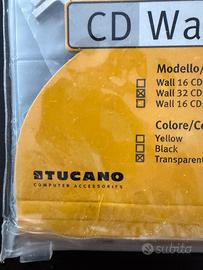 CD Wa
Modello/
Wall 16 CD
Wall 32 CD
Wall 16 CD
Colore/Co
Yellow
Black
Transparent
TUCANO
COMPUTER ACCESSORIES
subito